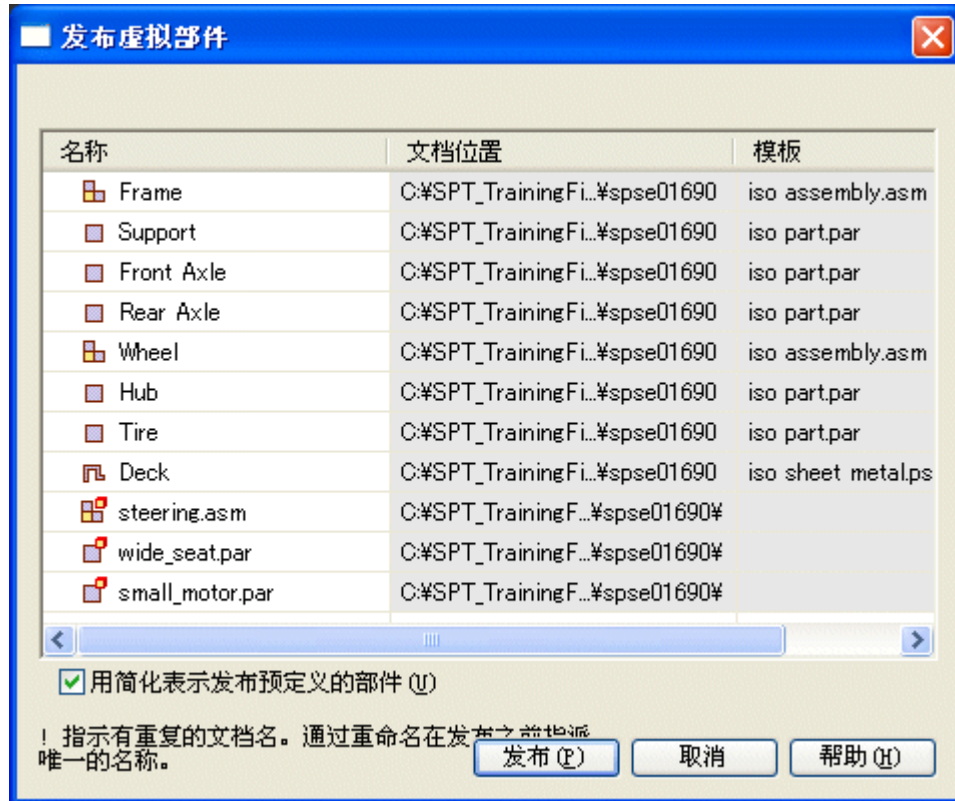 发布虚拟部件
名称 文档位置 模板
Frame C:¥SPT_TrainingFi...¥spse01690 iso assembly.asm
Support C:¥SPT_TrainingFi...¥spse01690 iso part.par
Front Axle C:¥SPT_TrainingFi...¥spse01690 iso part.par
Rear Axle C:¥SPT_TrainingFi...¥spse01690 iso part.par
Wheel C:¥SPT_TrainingFi...¥spse01690 iso assembly.asm
Hub C:¥SPT_TrainingFi...¥spse01690 iso part.par
Tire C:¥SPT_TrainingFi...¥spse01690 iso part.par
Deck C:¥SPT_TrainingFi...¥spse01690 iso sheet metal.ps
steering.asm C:¥SPT_TrainingF...¥spse01690¥
wide_seat.par C:¥SPT_TrainingF...¥spse01690¥
small_motor.par C:¥SPT_TrainingF...¥spse01690¥
用简化表示发布预定义的部件(U)
! 指示有重复的文档名。通过重命名在发布之前指派
唯一的名称。
发布(P) 取消 帮助(H)